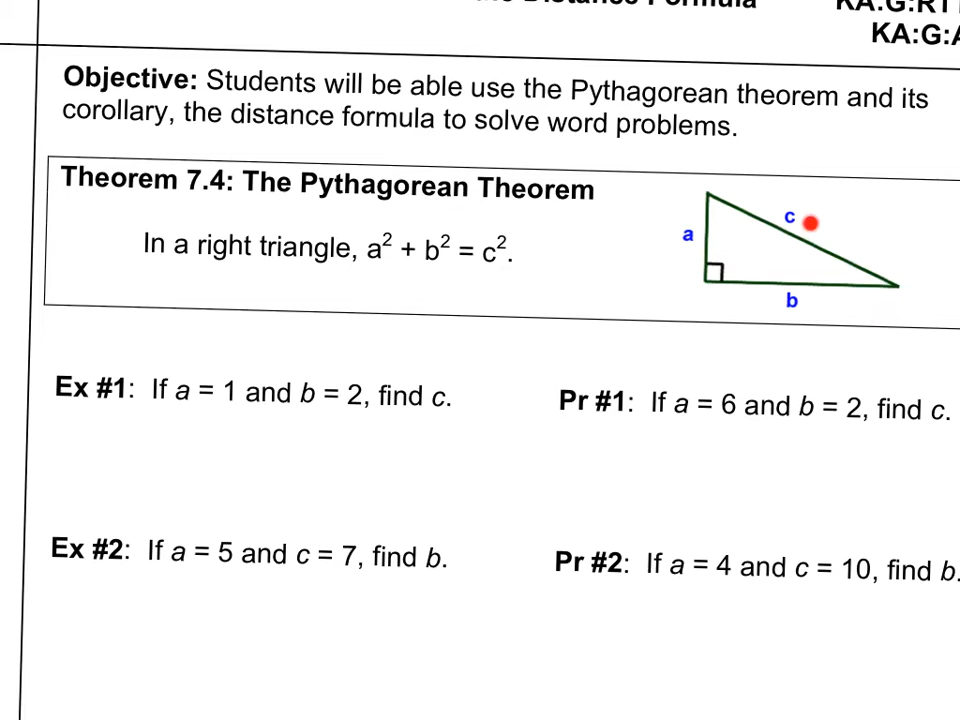 Formula
KA:G:
Objective: Students will be able use the Pythagorean theorem and its
corollary, the distance formula to solve word problems.
Theorem 7.4: The Pythagorean Theorem
In a right triangle, a² + b² = c².
a
c
b
Ex #1: If a = 1 and b = 2, find c.
Pr #1: If a = 6 and b = 2, find c.
Ex #2: If a = 5 and c = 7, find b.
Pr #2: If a = 4 and c = 10, find b.